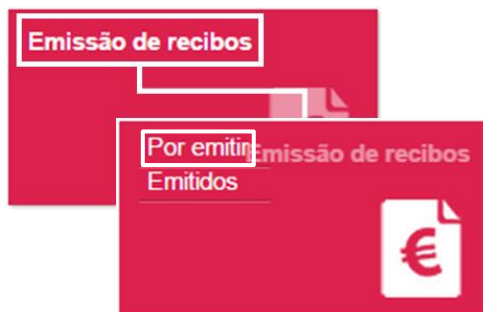 Emissão de recibos
Por emitir
Emissão de recibos
Emitidos
€